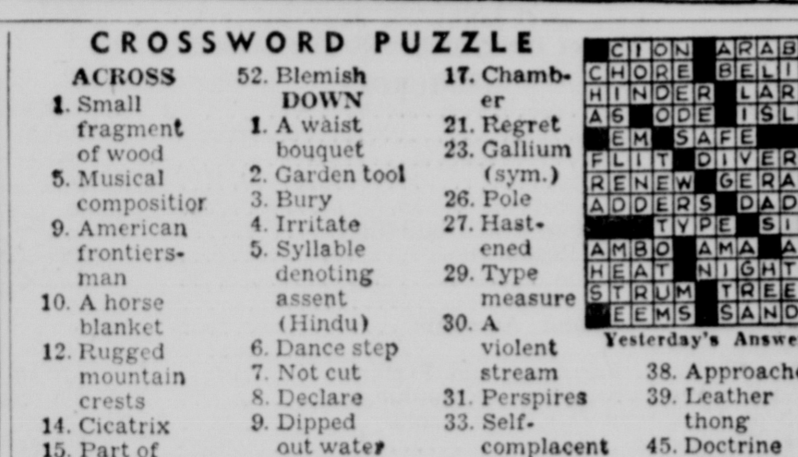 CROSSWORD PUZZLE
ACROSS
1. Small
fragment
of wood
5. Musical
composition
9. American
frontiers-
man
10. A horse
blanket
12. Rugged
mountain
crests
14. Cicatrix
15. Part of
52. Blemish
DOWN
1. A waist
bouquet
2. Garden tool
3. Bury
4. Irritate
5. Syllable
denoting
assent
(Hindu)
6. Dance step
7. Not cut
8. Declare
9. Dipped
out water
17. Chamb-
er
21. Regret
23. Gallium
(sym.)
26. Pole
27. Hast-
ened
29. Type
measure
30. A
violent
stream
31. Perspires
33. Self-
complacent
CION ARAB
CHORE BELI
HINDER LAR
AS ODE ISL
EM SAFE
FLIT DIVER
RENEW GERA
ADDERS DAD
TYPE SI
AMBO AMA A
HEAT NIGHT
STRUM TREE
EEMS SAND
Yesterday's Answe
38. Approache
39. Leather
thong
45. Doctrine